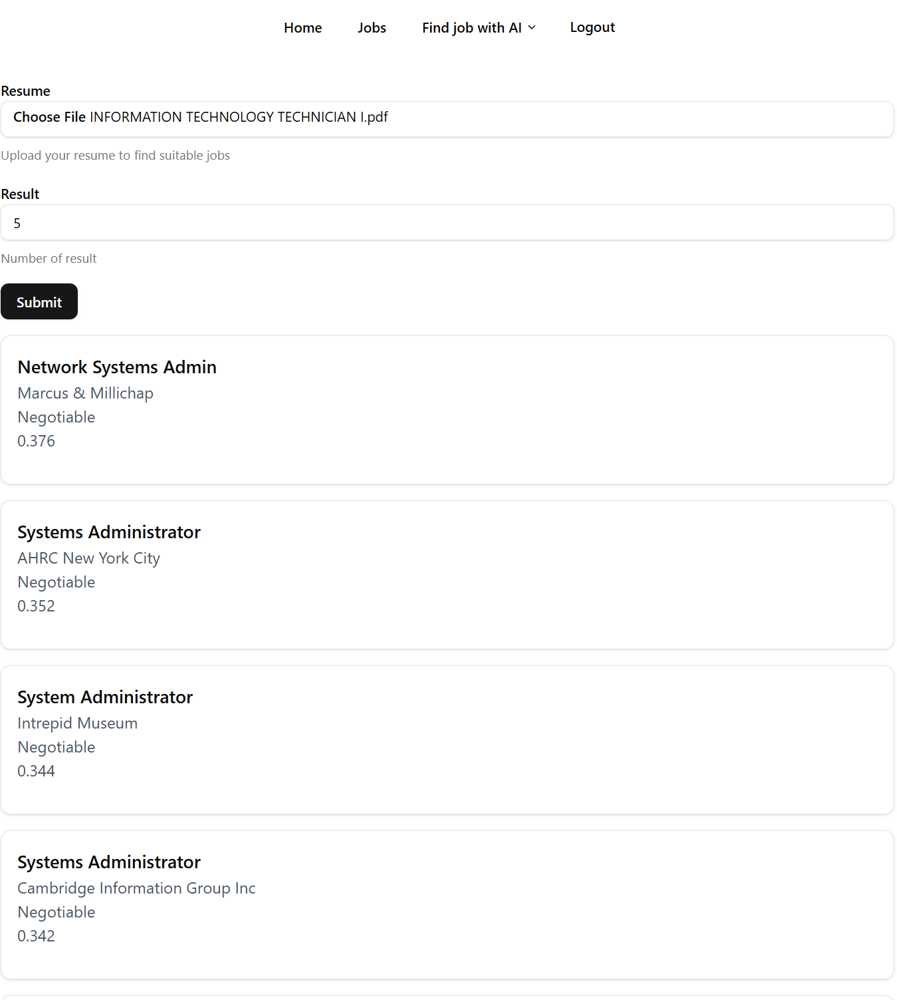 Home Jobs Find job with AI Logout
Resume
Choose File INFORMATION TECHNOLOGY TECHNICIAN I.pdf
Upload your resume to find suitable jobs
Result
5
Number of result
Submit
Network Systems Admin
Marcus & Millichap
Negotiable
0.376
Systems Administrator
AHRC New York City
Negotiable
0.352
System Administrator
Intrepid Museum
Negotiable
0.344
Systems Administrator
Cambridge Information Group Inc
Negotiable
0.342